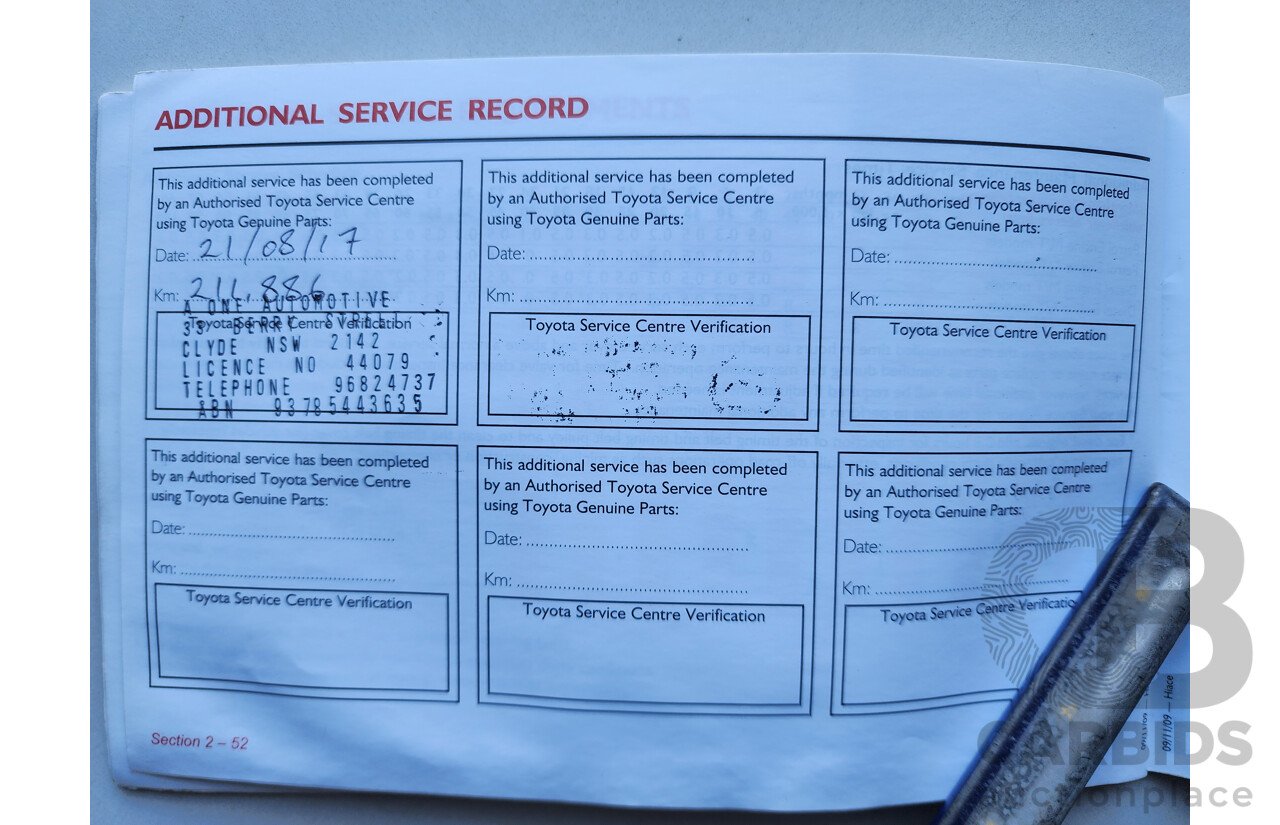 ADDITIONAL SERVICE RECORD
This additional service has been completed
by an Authorised Toyota Service Centre
using Toyota Genuine Parts:
Date: 21/08/17
Km: 211,886
A ONE AUTOMOTIVE
Toyota Service Centre Verification
33 BERRY STREET
CLYDE NSW 2142
LICENCE NO 44079
TELEPHONE 96824737
ABN 93785443635
This additional service has been completed
by an Authorised Toyota Service Centre
using Toyota Genuine Parts:
Date:
Km:
Toyota Service Centre Verification
This additional service has been completed
by an Authorised Toyota Service Centre
using Toyota Genuine Parts:
Date:
Km:
Toyota Service Centre Verification
This additional service has been completed
by an Authorised Toyota Service Centre
using Toyota Genuine Parts:
Date:
Km:
Toyota Service Centre Verification
This additional service has been completed
by an Authorised Toyota Service Centre
using Toyota Genuine Parts:
Date:
Km:
Toyota Service Centre Verification
This additional service has been completed
by an Authorised Toyota Service Centre
using Toyota Genuine Parts:
Date:
Km:
Toyota Service Centre Verificatio
Section 2 – 52
09/11/09 — Hiace
CB
CARBIDS
auctionplace